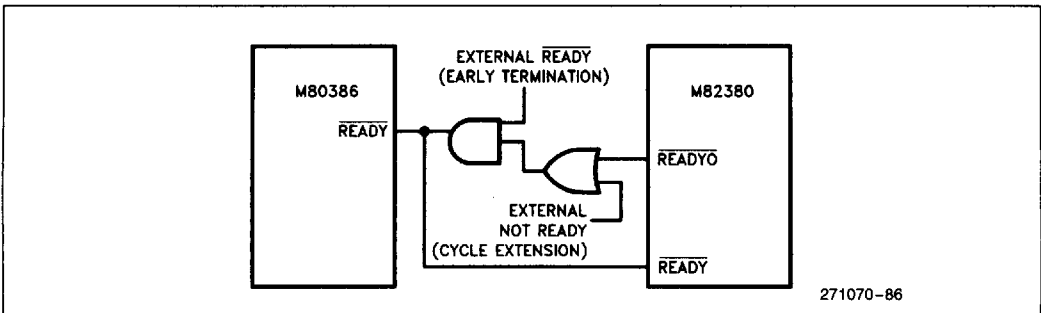 EXTERNAL READY
(EARLY TERMINATION)
M80386
M82380
READY
READYO
EXTERNAL
NOT READY
(CYCLE EXTENSION)
READY
271070-86